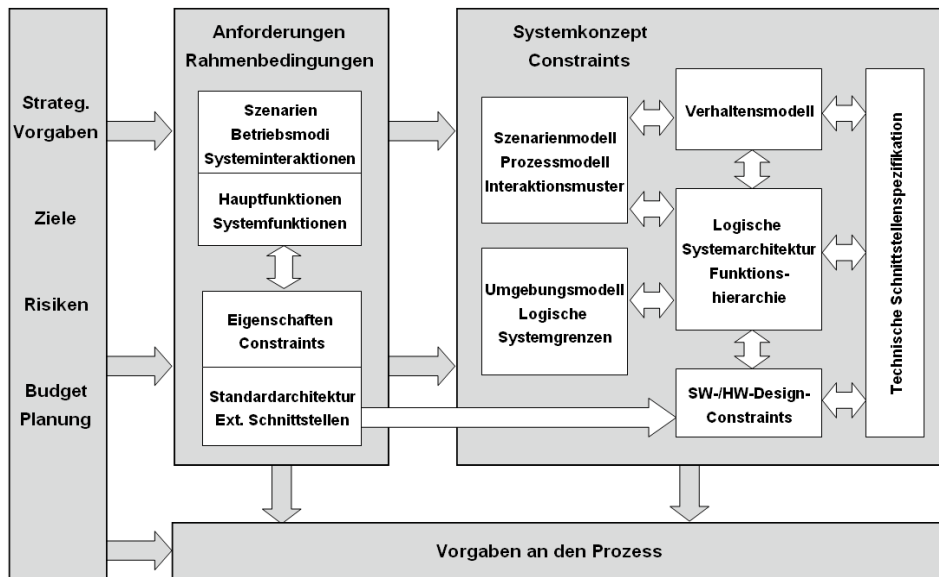 Strateg.
Vorgaben
Ziele
Risiken
Budget
Planung
Anforderungen
Rahmenbedingungen
Szenarien
Betriebsmodi
Systeminteraktionen
Hauptfunktionen
Systemfunktionen
Eigenschaften
Constraints
Standardarchitektur
Ext. Schnittstellen
Systemkonzept
Constraints
Szenarienmodell
Prozessmodell
Interaktionsmuster
Umgebungsmodell
Logische
Systemgrenzen
Verhaltensmodell
Logische
Systemarchitektur
Funktions-
hierarchie
SW-/HW-Design-
Constraints
Technische Schnittstellenspezifikation
Vorgaben an den Prozess